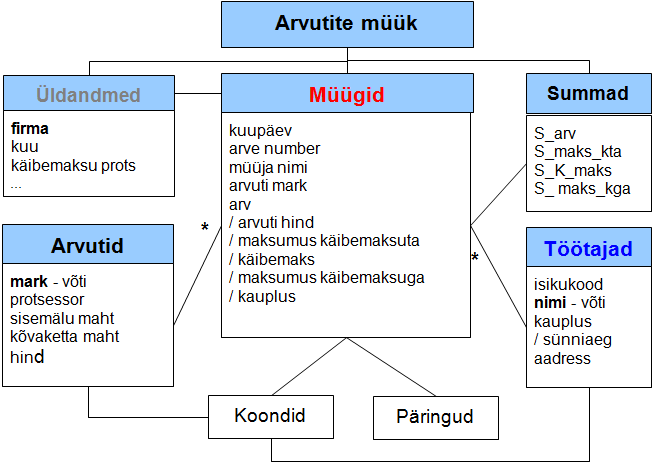 Arvutite müük
Üldandmed
firma
kuu
käibemaksu prots
...
Müügid
kuupäev
arve number
müüja nimi
arvuti mark
arv
/ arvuti hind
/ maksumus käibemaksuta
/ käibemaks
/ maksumus käibemaksuga
/ kauplus
Summad
S_arv
S_maks_kta
S_K_maks
S_ maks_kga
*
Arvutid
mark - võti
protsessor
sisemälu maht
kõvaketta maht
hind
*
Töötajad
isikukood
nimi - võti
kauplus
/ sünniaeg
aadress
Koondid
Päringud